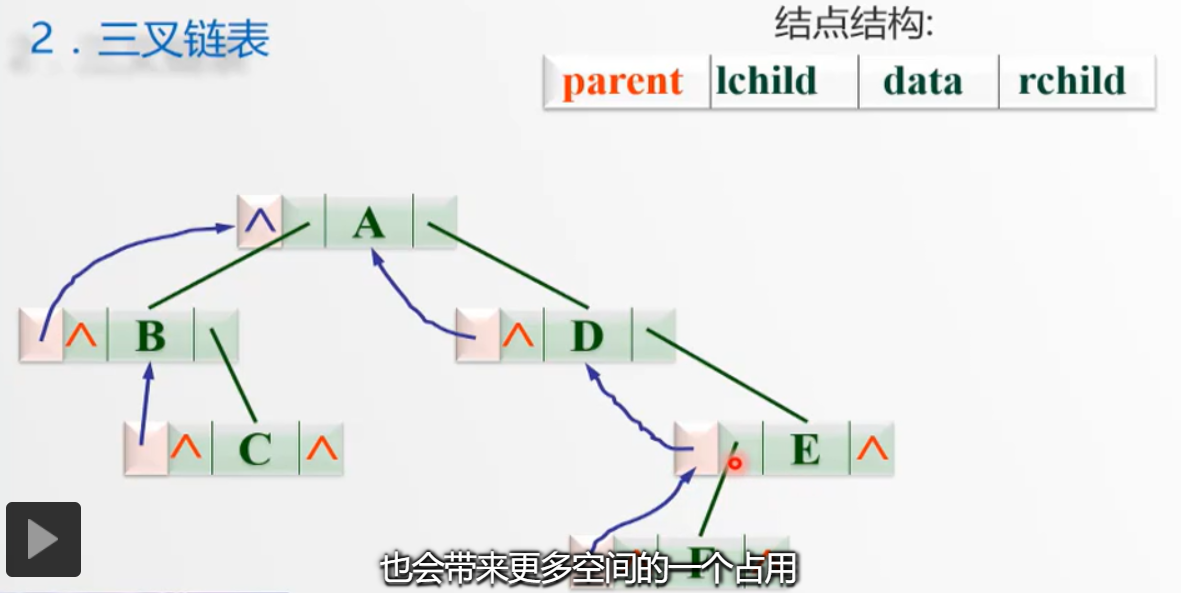 2．三叉链表
结点结构:
parent lchild data rchild
^ A
^ B
^ D
^ C ^
E ^
F
也会带来更多空间的一个占用